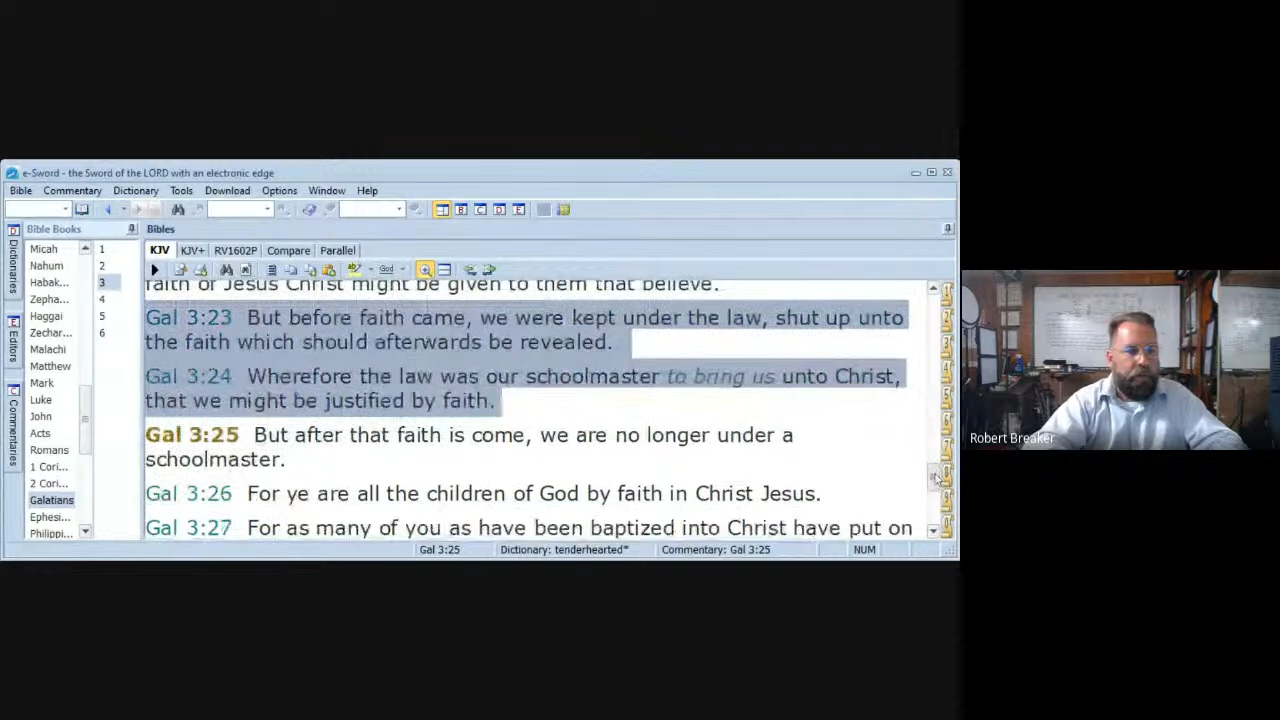 e-Sword - the Sword of the LORD with an electronic edge
Bible Commentary Dictionary Tools Download Options Window Help
B C D E
Bible Books
Bibles
Dictionaries
Editors
Commentaries
Micah
Nahum
Habak...
Zepha...
Haggai
Zechar...
Malachi
Matthew
Mark
Luke
John
Acts
Romans
1 Cori...
2 Cori...
Galatians
Ephesi...
Philippi...
1
2
3
4
5
6
KJV KJV+ RV1602P Compare Parallel
God
faith of Jesus Christ might be given to them that believe.
Gal 3:23 But before faith came, we were kept under the law, shut up unto
the faith which should afterwards be revealed.
Gal 3:24 Wherefore the law was our schoolmaster to bring us unto Christ,
that we might be justified by faith.
Gal 3:25 But after that faith is come, we are no longer under a
schoolmaster.
Gal 3:26 For ye are all the children of God by faith in Christ Jesus.
Gal 3:27 For as many of you as have been baptized into Christ have put on
Gal 3:25 Dictionary: tenderhearted* Commentary: Gal 3:25 NUM
Robert Breaker